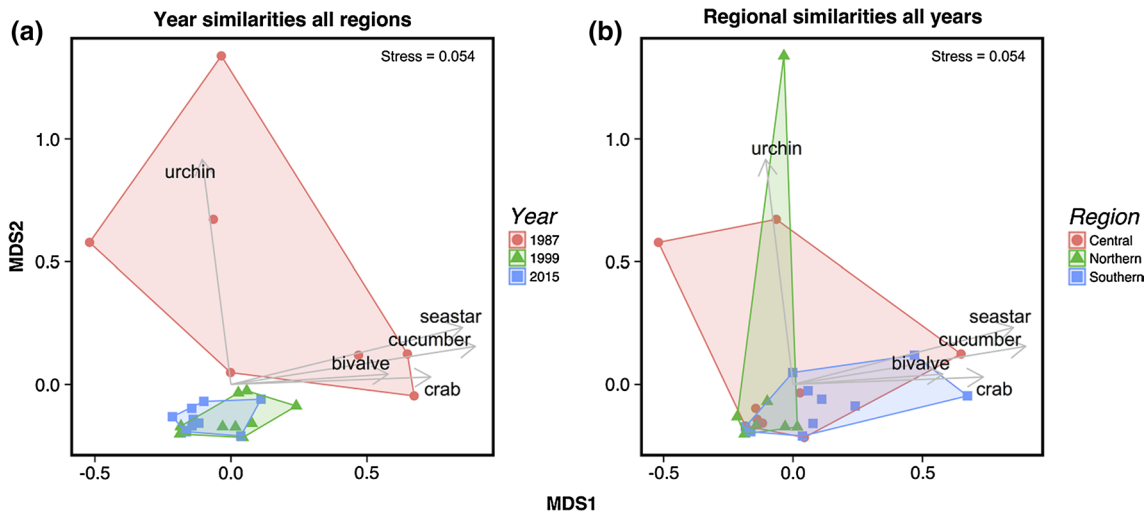 (a)
Year similarities all regions
Stress = 0.054
MDS2
1.0
0.5
0.0
-0.5
0.0
0.5
urchin
seastar
cucumber
bivalve
crab
Year
1987
1999
2015
(b)
Regional similarities all years
Stress = 0.054
1.0
0.5
0.0
-0.5
0.0
0.5
urchin
seastar
cucumber
bivalve
crab
Region
Central
Northern
Southern
MDS1